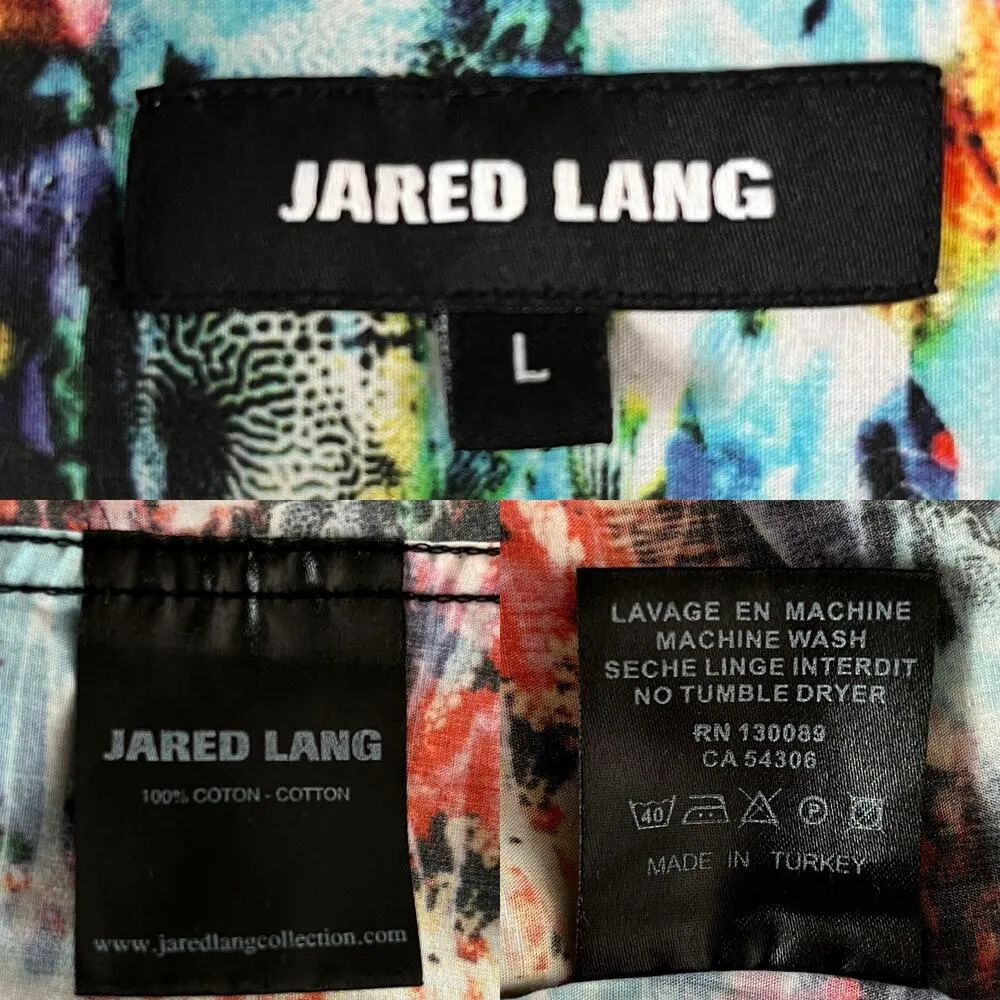 JARED LANG
L
JARED LANG
100% COTON - COTTON
www.jaredlangcollection.com
LAVAGE EN MACHINE
MACHINE WASH
SECHE LINGE INTERDIT
NO TUMBLE DRYER
RN 130089
CA 54306
40 P
MADE IN TURKEY